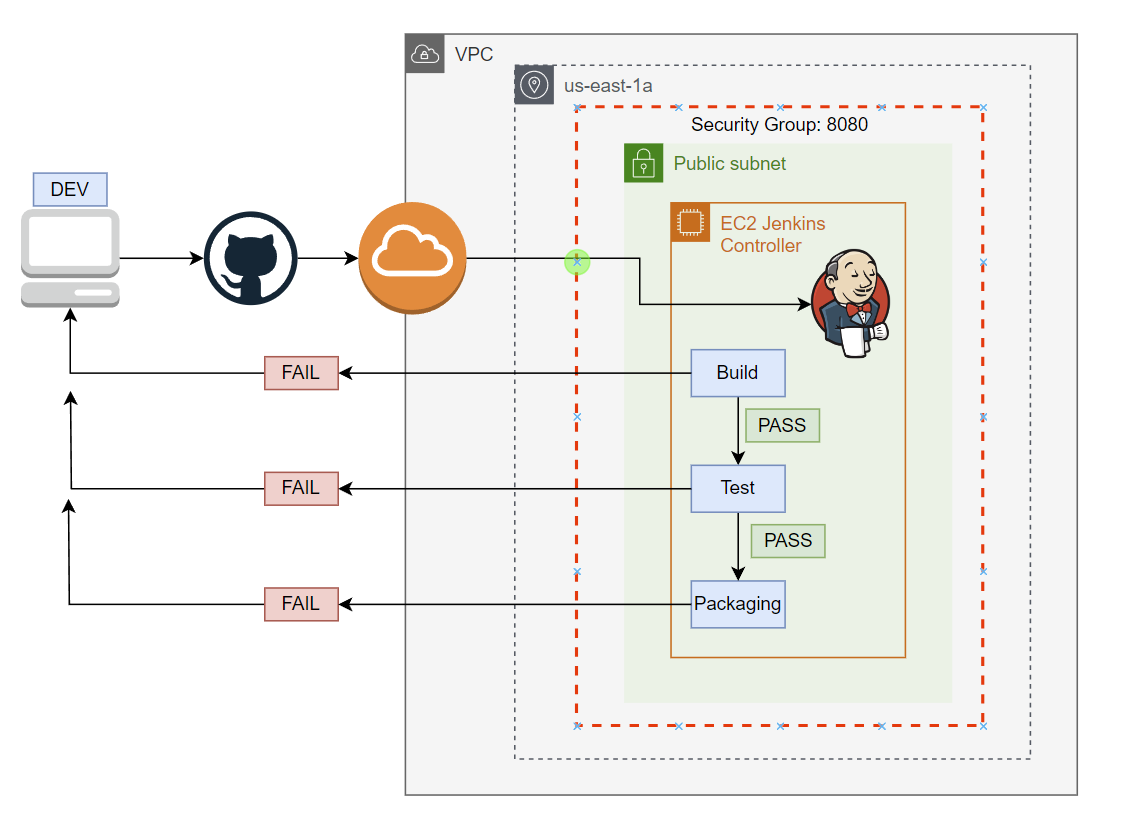 VPC
us-east-1a
Security Group: 8080
Public subnet
DEV
EC2 Jenkins
Controller
FAIL
Build
PASS
FAIL
Test
PASS
FAIL
Packaging